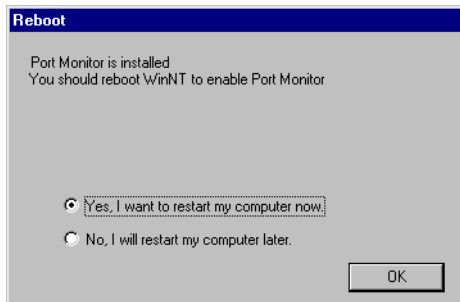 Reboot
Port Monitor is installed
You should reboot WinNT to enable Port Monitor
Yes, I want to restart my computer now.
No, I will restart my computer later.
OK